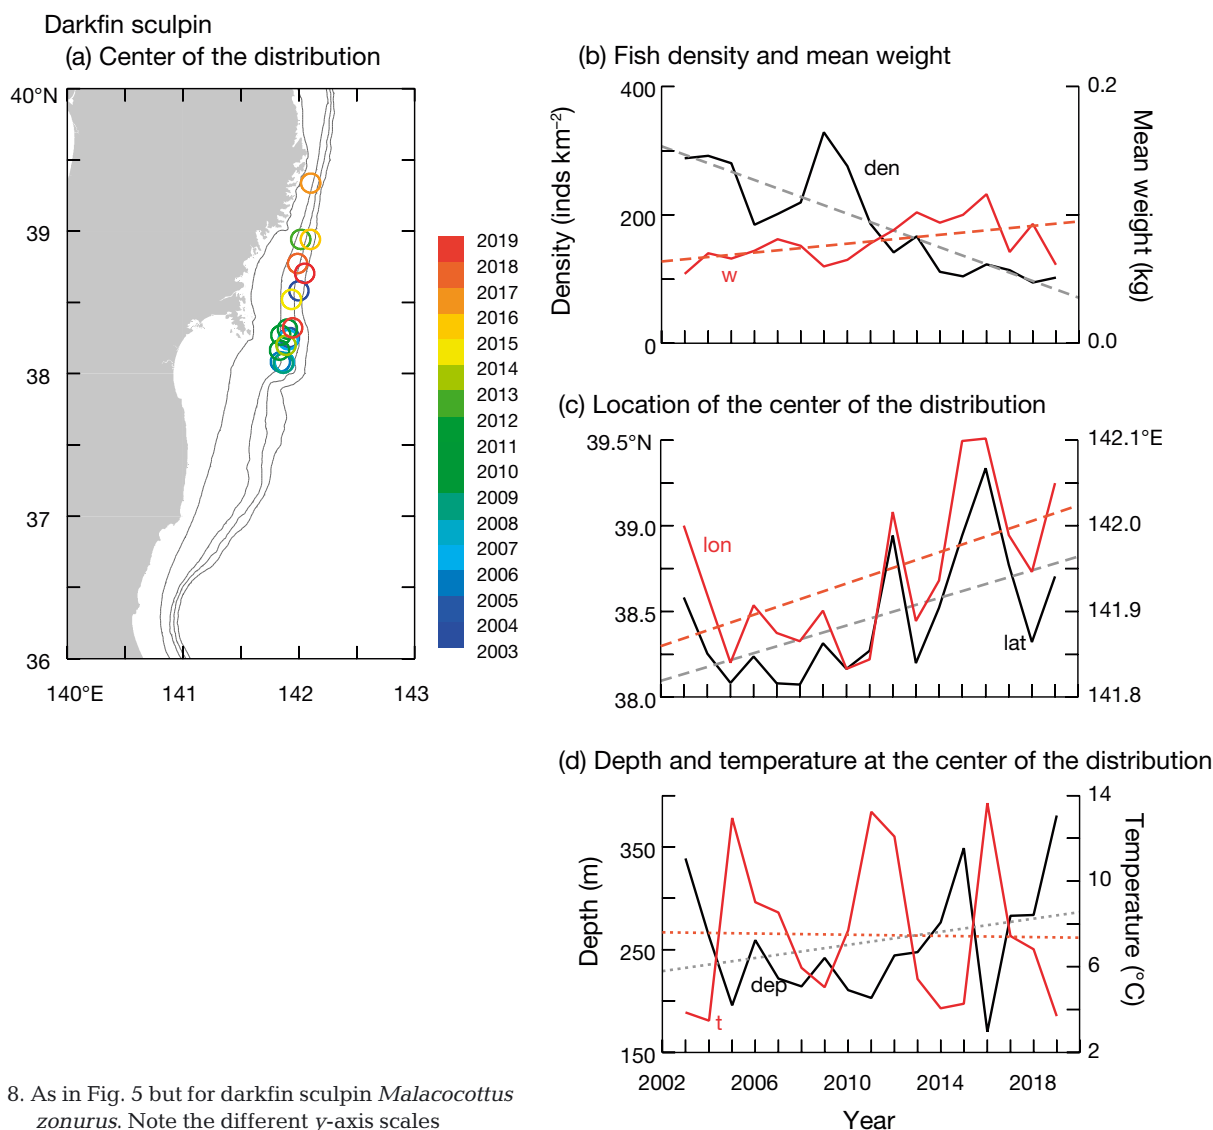 Darkfin sculpin
(a) Center of the distribution
40°N
39
38
37
36
140°E 141 142 143
2019
2018
2017
2016
2015
2014
2013
2012
2011
2010
2009
2008
2007
2006
2005
2004
2003
(b) Fish density and mean weight
Density (inds km⁻²)
400
200
0
den
w
0.2
0.0
Mean weight (kg)
(c) Location of the center of the distribution
39.5°N
39.0
38.5
38.0
lon
lat
142.1°E
142.0
141.9
141.8
(d) Depth and temperature at the center of the distribution
Depth (m)
350
250
150
dep
t
14
10
6
2
Temperature (°C)
2002 2006 2010 2014 2018
Year
8. As in Fig. 5 but for darkfin sculpin Malacocottus
zonurus. Note the different y-axis scales